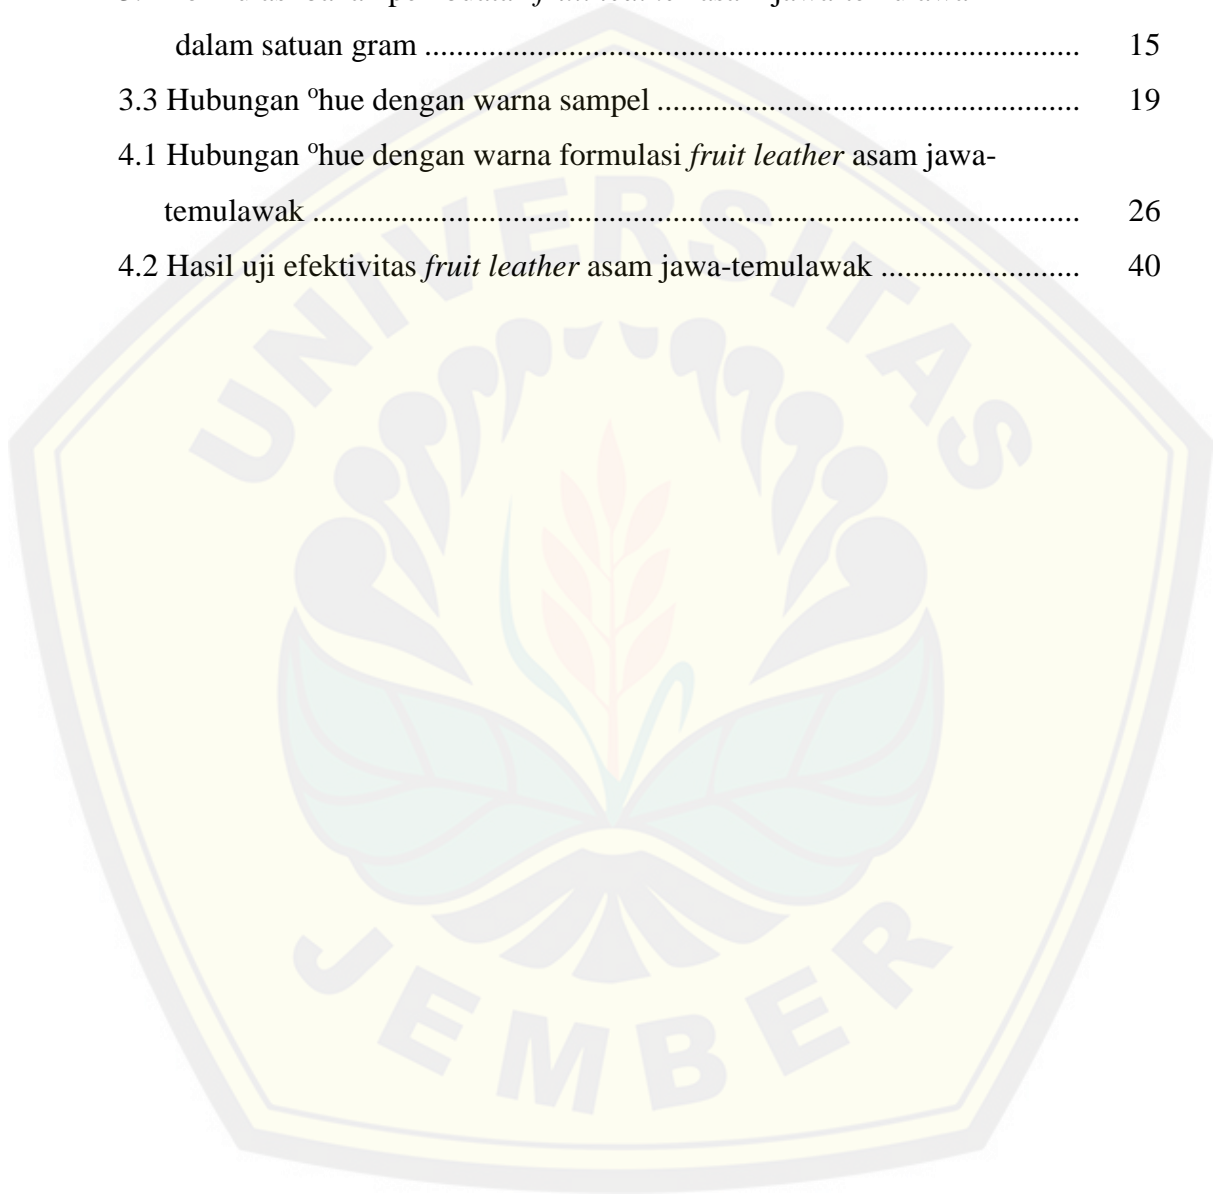 dalam satuan gram .................................................................................. 15
3.3 Hubungan ᵒhue dengan warna sampel ..................................................... 19
4.1 Hubungan ᵒhue dengan warna formulasi fruit leather asam jawa-
temulawak ................................................................................................ 26
4.2 Hasil uji efektivitas fruit leather asam jawa-temulawak ......................... 40
UNIVERSITAS
JEMBER